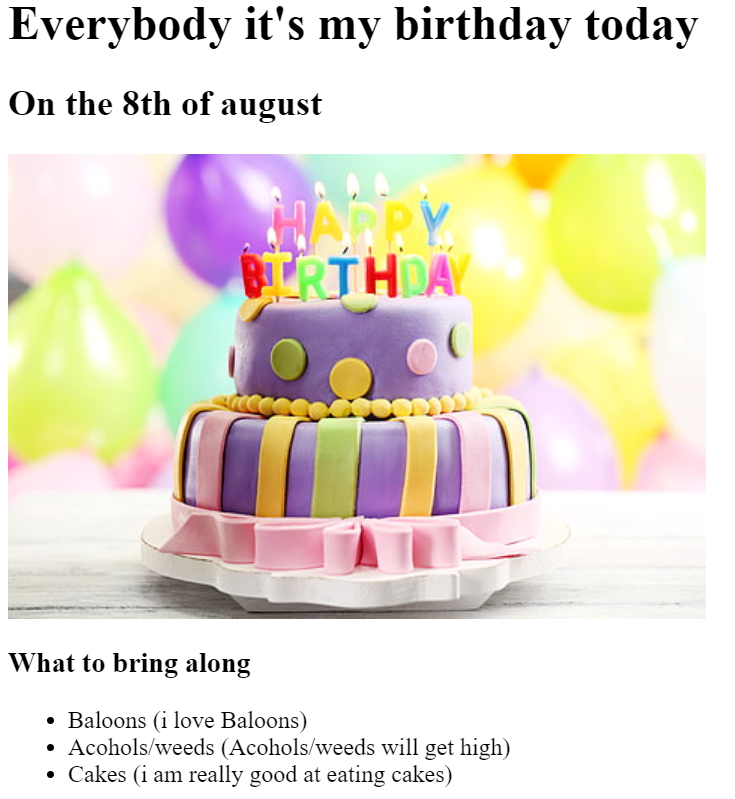 Everybody it's my birthday today
On the 8th of august
HAPPY
BIRTHDAY
What to bring along
• Baloons (i love Baloons)
• Acohols/weeds (Acohols/weeds will get high)
• Cakes (i am really good at eating cakes)